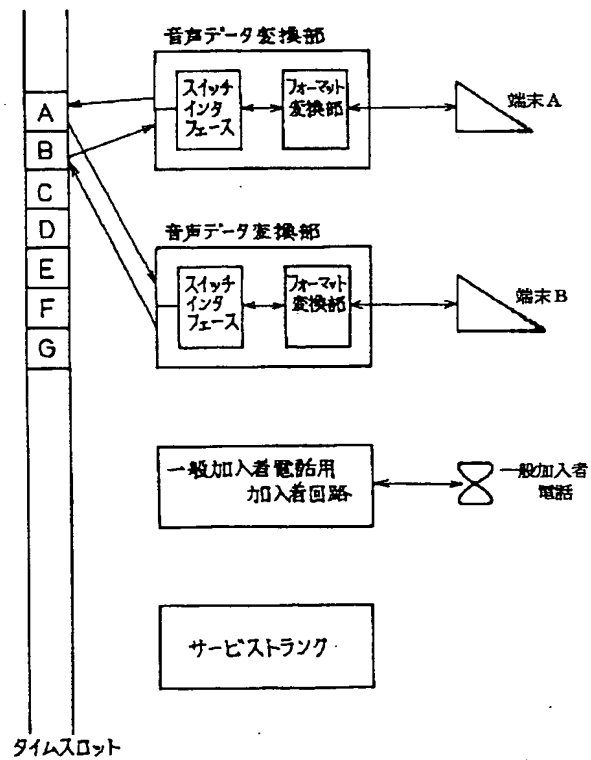 音声データ変換部
スイッチ
インタ
フェース
フォーマット
変換部
端末A
A
B
C
D
E
F
G
音声データ変換部
スイッチ
インタ
フェース
フォーマット
変換部
端末B
一般加入者電話用
加入者回路
一般加入者
電話
サービストランク
タイムスロット